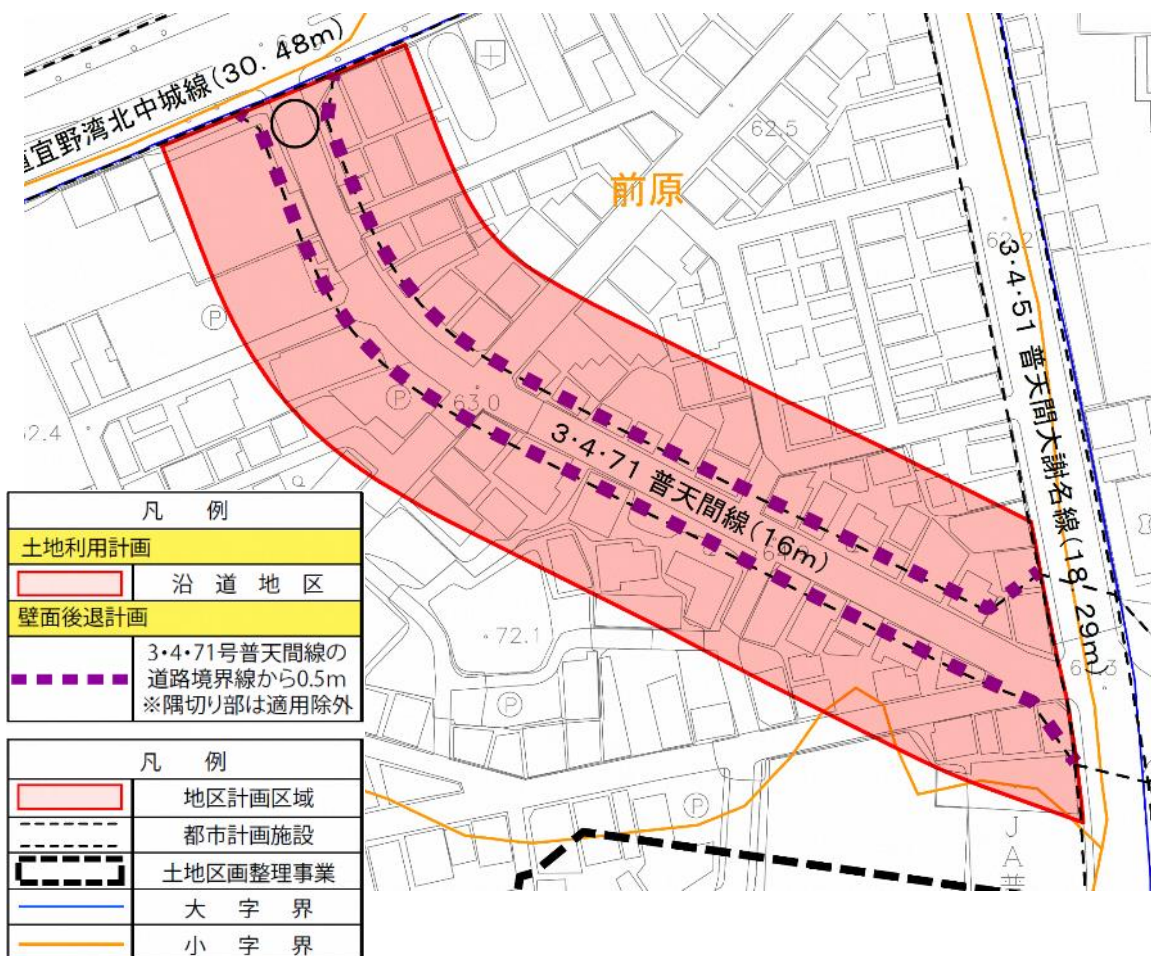 宜野湾北中城線(30.48m)
前原
62.5
62.2
3・4・51 普天間大謝名線(18/29m)
P
P
63.0
3・4・71 普天間線(16m)
72.1
P
P
JA普
凡 例
土地利用計画
沿 道 地 区
壁面後退計画
3・4・71号普天間線の
道路境界線から0.5m
※隅切り部は適用除外
凡 例
地区計画区域
都市計画施設
土地区画整理事業
大 字 界
小 字 界